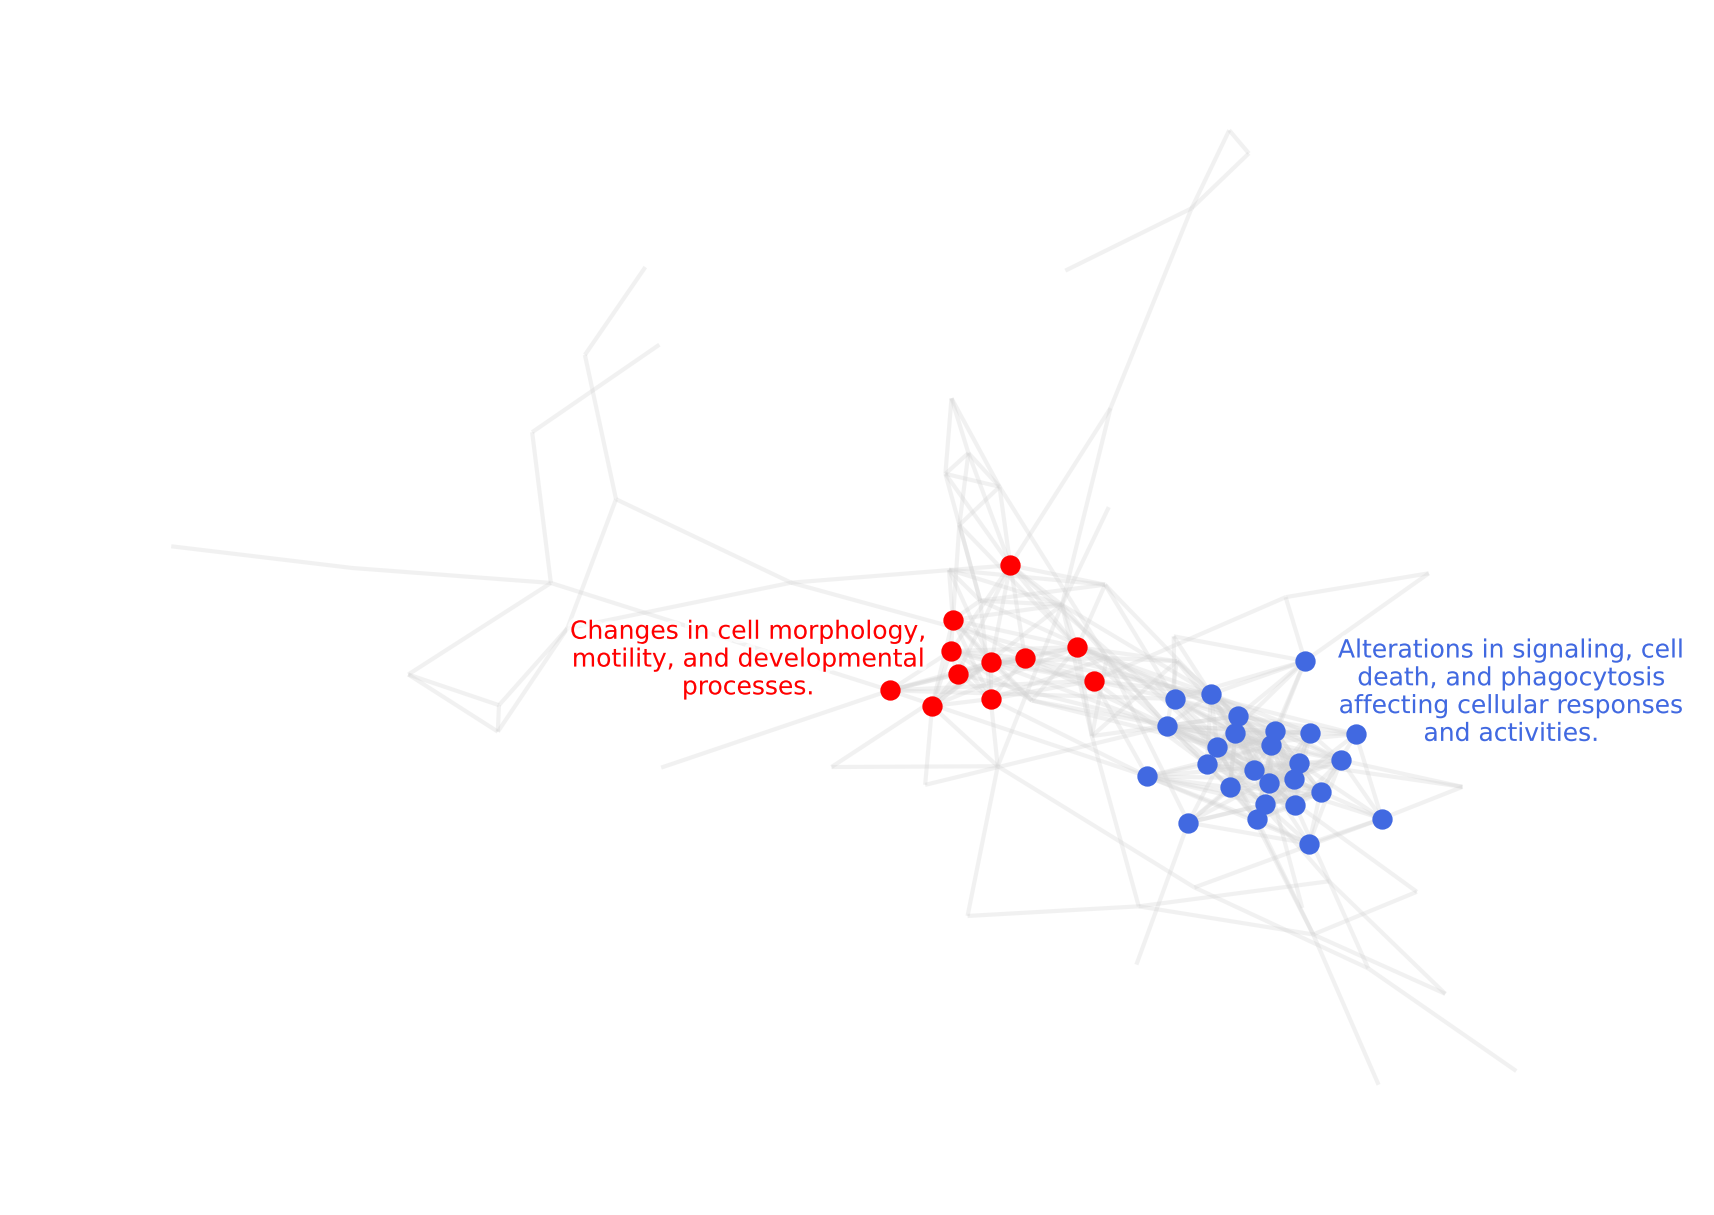 Changes in cell morphology,
motility, and developmental
processes.
Alterations in signaling, cell
death, and phagocytosis
affecting cellular responses
and activities.